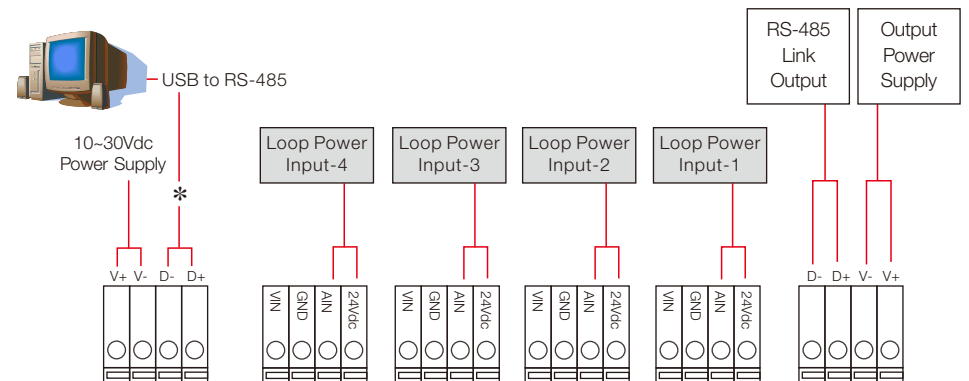 RS-485
Link
Output
Output
Power
Supply
USB to RS-485
10~30Vdc
Power Supply
*
Loop Power
Input-4
Loop Power
Input-3
Loop Power
Input-2
Loop Power
Input-1
V+ V- D- D+
D- D+ V- V+
VIN GND AIN 24Vdc
VIN GND AIN 24Vdc
VIN GND AIN 24Vdc
VIN GND AIN 24Vdc